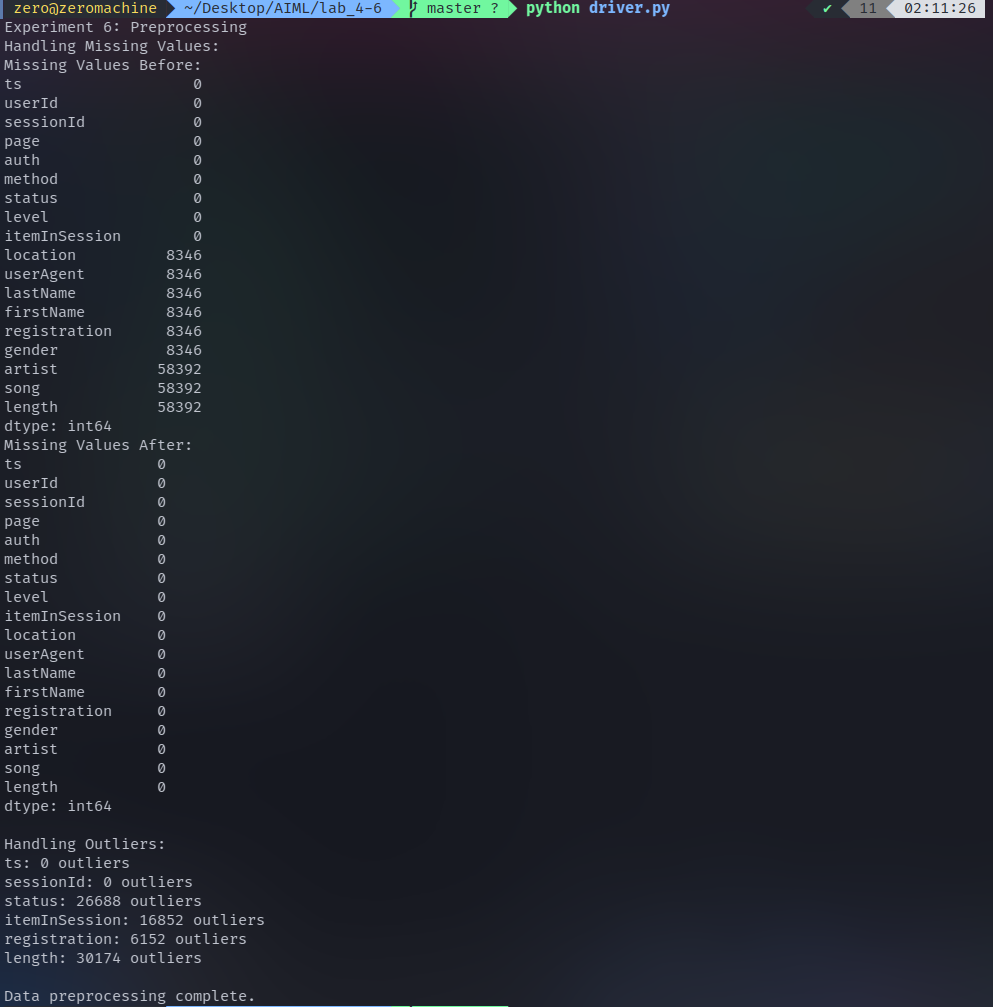 zero@zeromachine ~/Desktop/AIML/lab_4-6 master ? python driver.py ✔ 11 02:11:26
Experiment 6: Preprocessing
Handling Missing Values:
Missing Values Before:
ts 0
userId 0
sessionId 0
page 0
auth 0
method 0
status 0
level 0
itemInSession 0
location 8346
userAgent 8346
lastName 8346
firstName 8346
registration 8346
gender 8346
artist 58392
song 58392
length 58392
dtype: int64
Missing Values After:
ts 0
userId 0
sessionId 0
page 0
auth 0
method 0
status 0
level 0
itemInSession 0
location 0
userAgent 0
lastName 0
firstName 0
registration 0
gender 0
artist 0
song 0
length 0
dtype: int64
Handling Outliers:
ts: 0 outliers
sessionId: 0 outliers
status: 26688 outliers
itemInSession: 16852 outliers
registration: 6152 outliers
length: 30174 outliers
Data preprocessing complete.